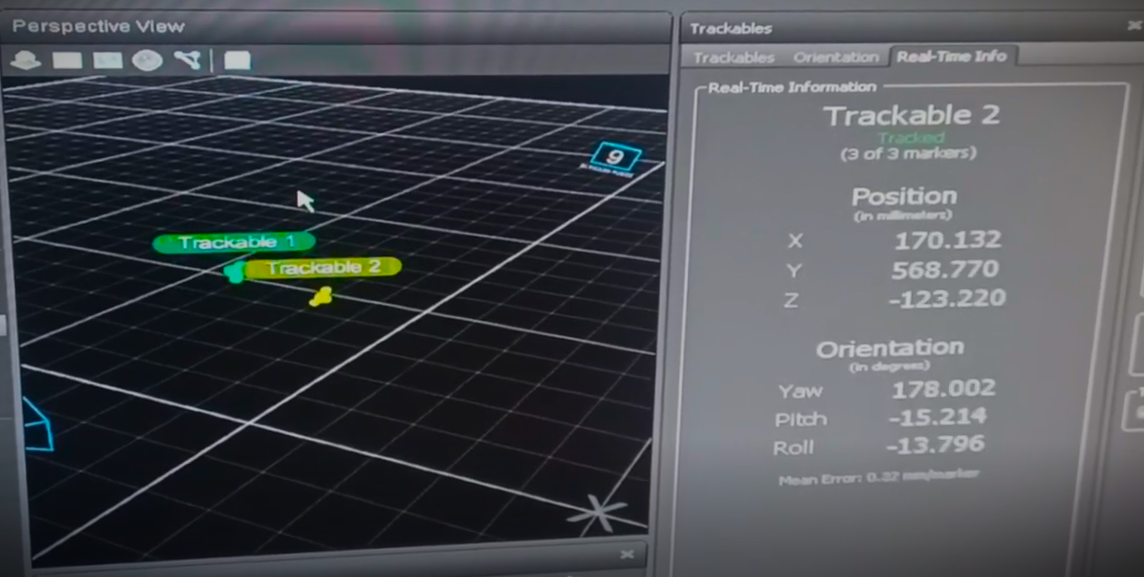 Perspective View
9
Trackable 1
Trackable 2
Trackables
Trackables Orientation Real-Time Info
Real-Time Information
Trackable 2
Tracked
(3 of 3 markers)
Position
(in millimeters)
X 170.132
Y 568.770
Z -123.220
Orientation
(in degrees)
Yaw 178.002
Pitch -15.214
Roll -13.796
Mean Error: 0.22 mm/marker